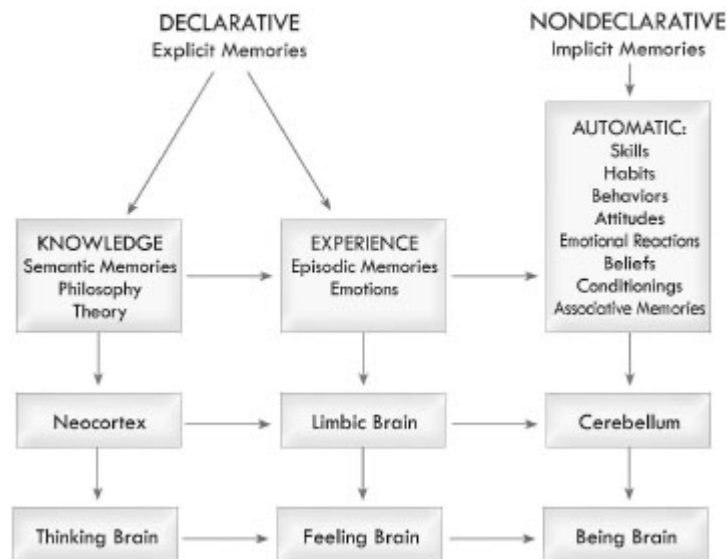 DECLARATIVE
Explicit Memories
NONDECLARATIVE
Implicit Memories
KNOWLEDGE
Semantic Memories
Philosophy
Theory
EXPERIENCE
Episodic Memories
Emotions
AUTOMATIC:
Skills
Habits
Behaviors
Attitudes
Emotional Reactions
Beliefs
Conditionings
Associative Memories
Neocortex
Limbic Brain
Cerebellum
Thinking Brain
Feeling Brain
Being Brain